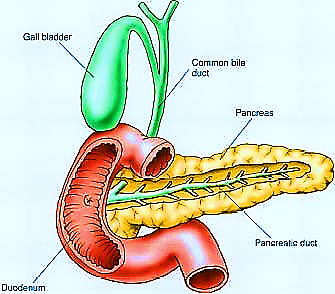 Gall bladder
Common bile
duct
Pancreas
Pancreatic duct
Duodenum